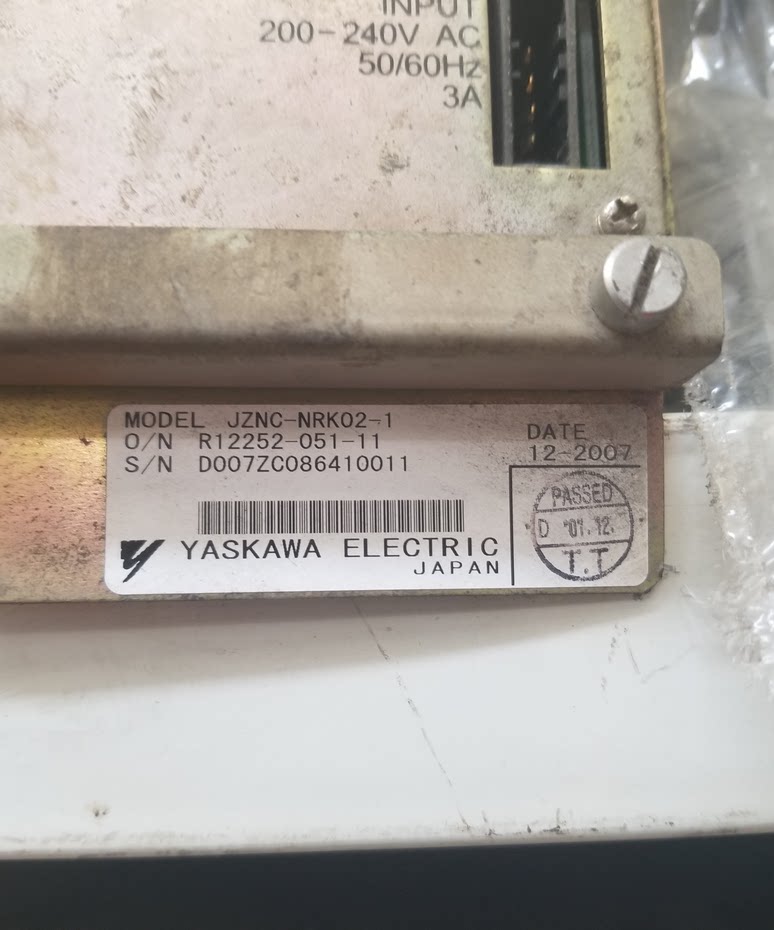 INPUT
200-240V AC
50/60Hz
3A
MODEL JZNC-NRK02-1
O/N R12252-051-11
S/N D007ZC086410011
DATE
12-2007
PASSED
D '01.12.
T.T
YASKAWA ELECTRIC
JAPAN